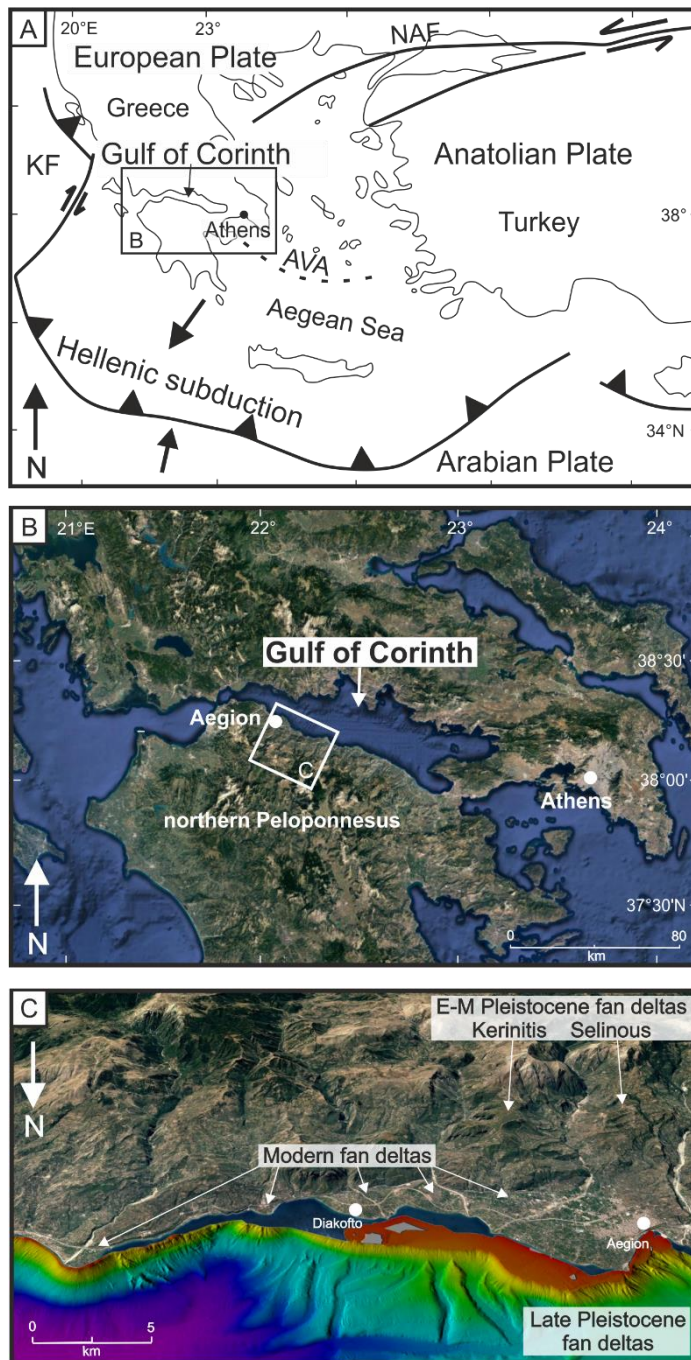 A
20°E
23°
NAF
European Plate
Greece
Gulf of Corinth
Anatolian Plate
KF
Athens
B
38°
Turkey
AVA
Aegean Sea
Hellenic subduction
34°N
N
Arabian Plate
B
21°E
22°
23
24°
Gulf of Corinth
38°30'
Aegion
C
38°00'
Athens
northern Peloponnesus
37°30'N
N
0
80
km
C
E-M Pleistocene fan deltas
Kerinitis
Selinous
N
Modern fan deltas
Diakofto
Aegion
0
5
km
Late Pleistocene
fan deltas